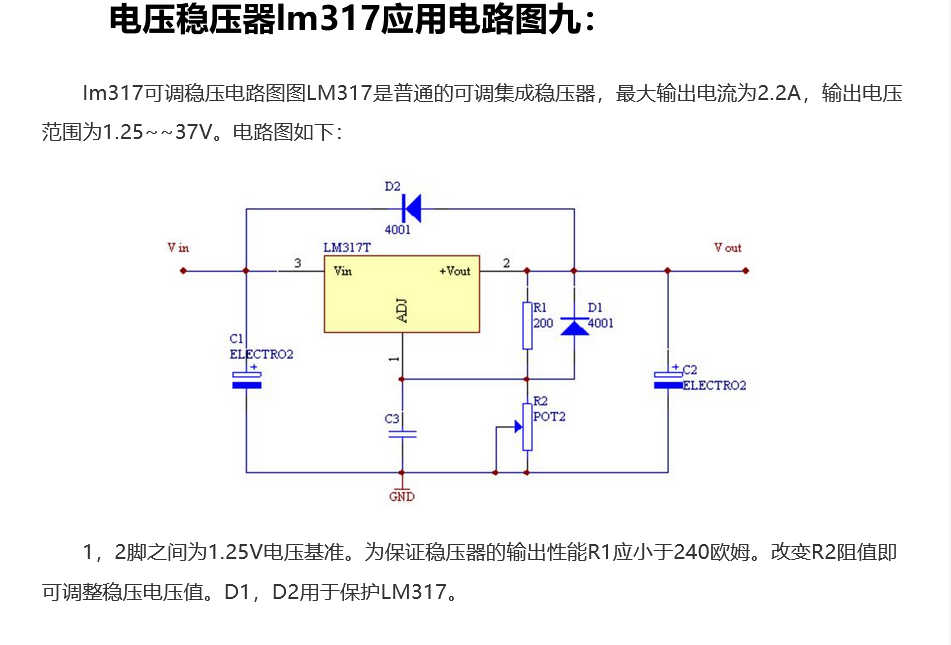 电压稳压器lm317应用电路图九：
lm317可调稳压电路图图LM317是普通的可调集成稳压器，最大输出电流为2.2A，输出电压
范围为1.25~~37V。电路图如下：
D2
4001
V in
LM317T
V out
3
Vin
+Vout
2
ADJ
R1
200
D1
4001
C1
ELECTRO2
+
1
+
C2
ELECTRO2
C3
R2
POT2
GND
1，2脚之间为1.25V电压基准。为保证稳压器的输出性能R1应小于240欧姆。改变R2阻值即
可调整稳压电压值。D1，D2用于保护LM317。